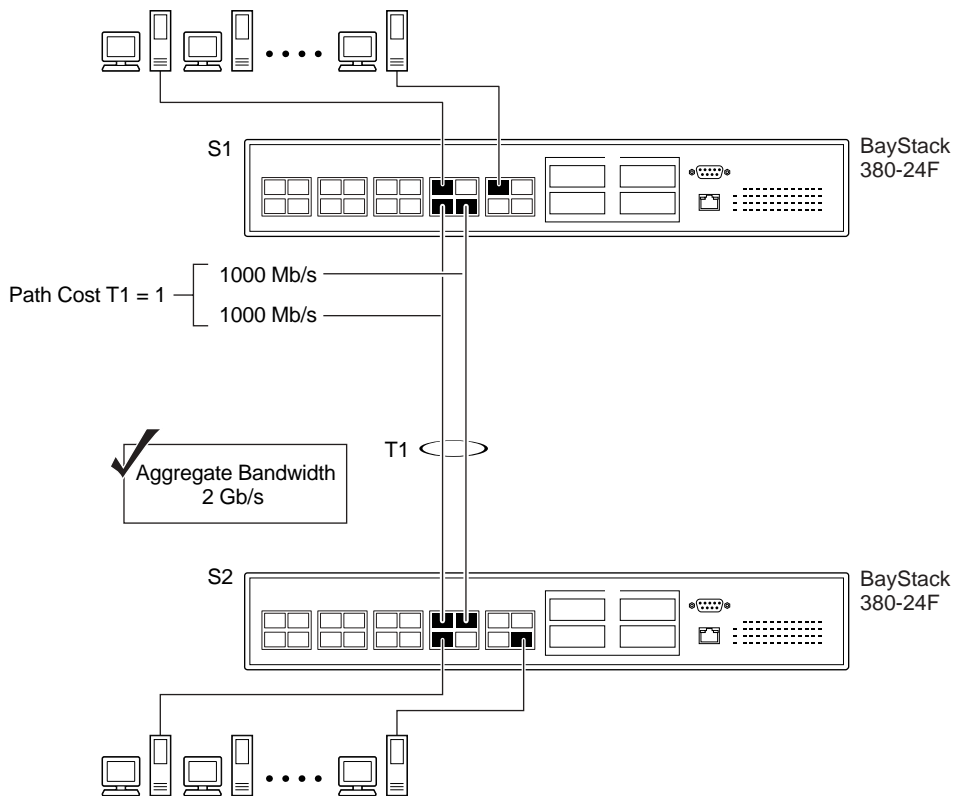 S1
BayStack
380-24F
1000 Mb/s
Path Cost T1 = 1
1000 Mb/s
T1
Aggregate Bandwidth
2 Gb/s
S2
BayStack
380-24F